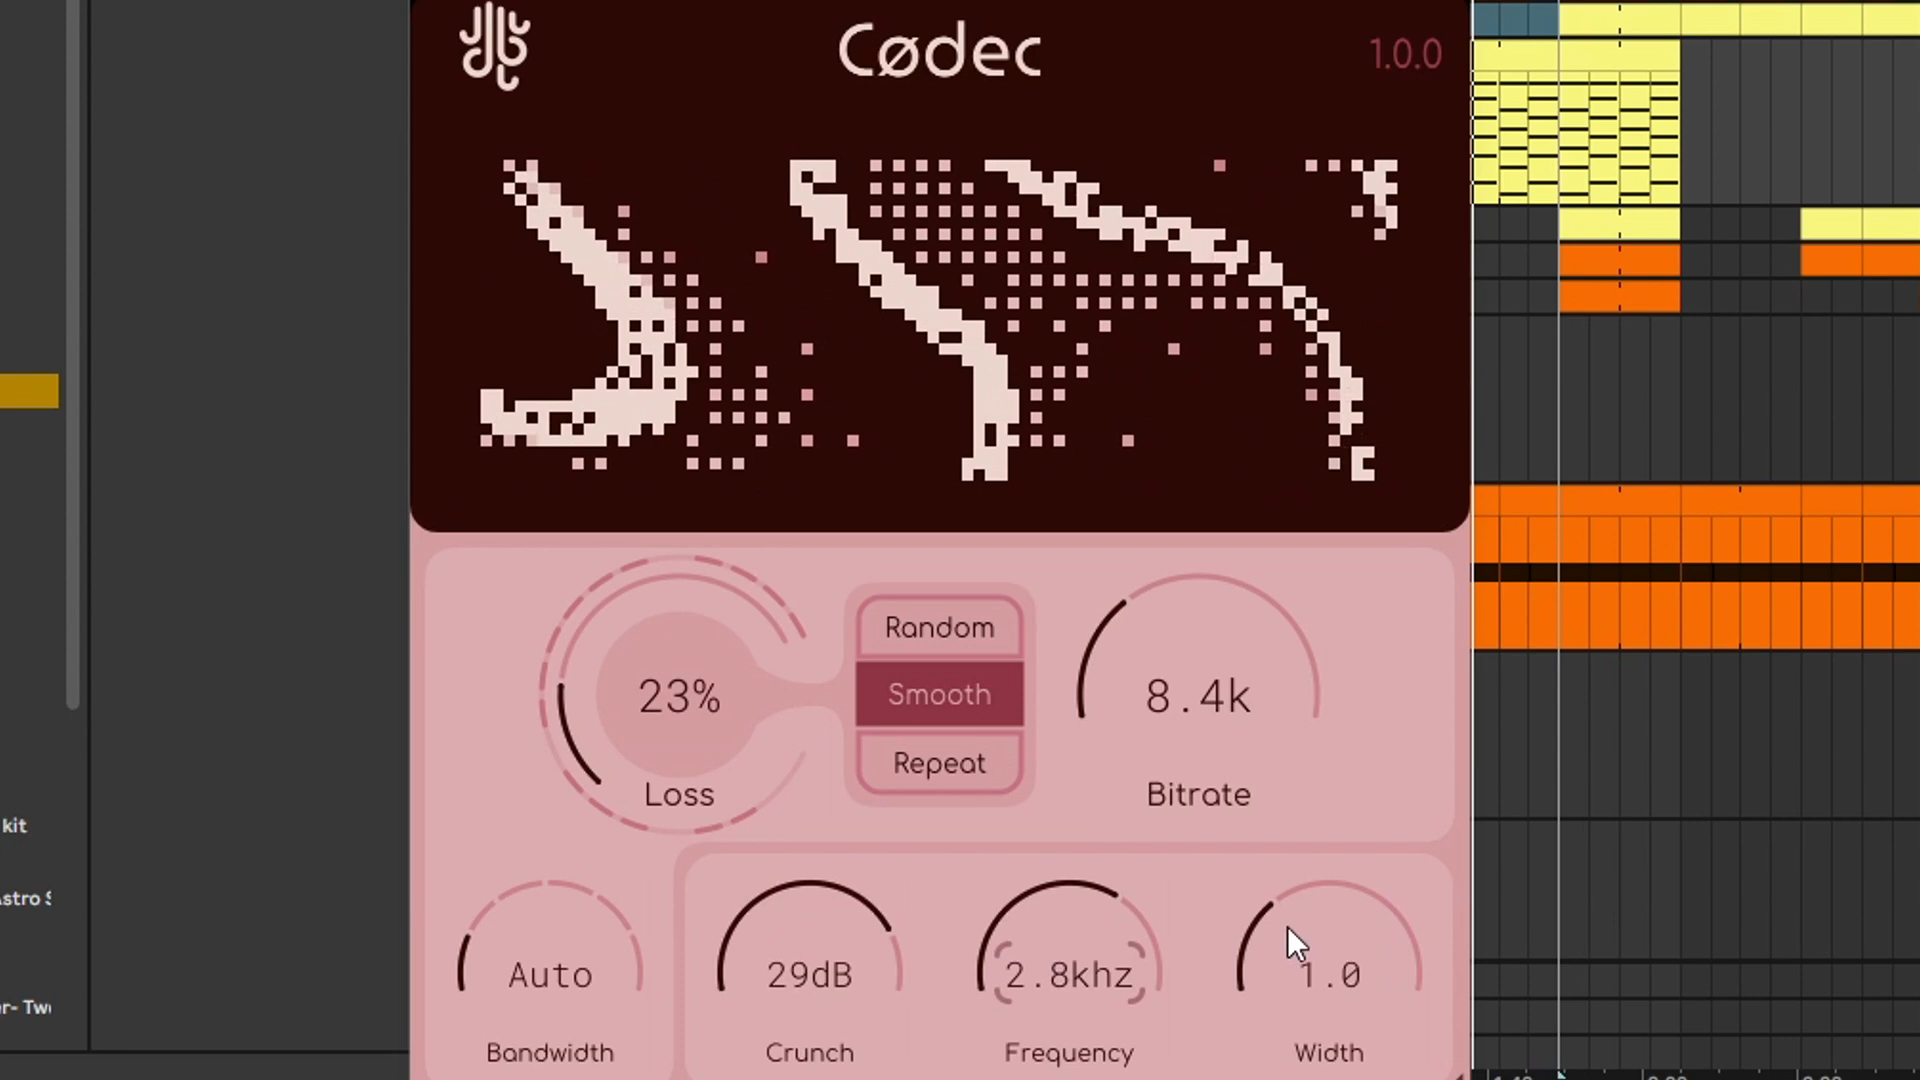 Cødec
1.0.0
Random
23%
Smooth
8.4k
Repeat
Loss
Bitrate
kit
Auto
29dB
2.8khz
1.0
Bandwidth
Crunch
Frequency
Width